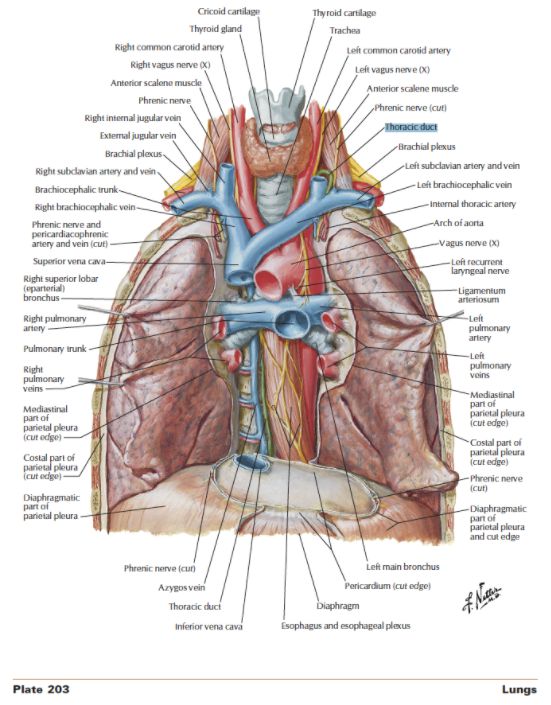 Cricoid cartilage
Thyroid cartilage
Thyroid gland
Trachea
Right common carotid artery
Left common carotid artery
Right vagus nerve (X)
Left vagus nerve (X)
Anterior scalene muscle
Anterior scalene muscle
Phrenic nerve
Phrenic nerve (cut)
Right internal jugular vein
Thoracic duct
External jugular vein
Brachial plexus
Brachial plexus
Left subclavian artery and vein
Right subclavian artery and vein
Left brachiocephalic vein
Brachiocephalic trunk
Internal thoracic artery
Right brachiocephalic vein
Arch of aorta
Phrenic nerve and
pericardiacophrenic
artery and vein (cut)
Vagus nerve (X)
Superior vena cava
Left recurrent
laryngeal nerve
Right superior lobar
(eparterial)
bronchus
Ligamentum
arteriosum
Right pulmonary
artery
Left
pulmonary
artery
Pulmonary trunk
Left
pulmonary
veins
Right
pulmonary
veins
Mediastinal
part of
parietal pleura
(cut edge)
Mediastinal
part of
parietal pleura
(cut edge)
Costal part of
parietal pleura
(cut edge)
Costal part of
parietal pleura
(cut edge)
Phrenic nerve
(cut)
Diaphragmatic
part of
parietal pleura
Diaphragmatic
part of
parietal pleura
and cut edge
Phrenic nerve (cut)
Left main bronchus
Azygos vein
Pericardium (cut edge)
Thoracic duct
Diaphragm
Inferior vena cava
Esophagus and esophageal plexus
F. Netter
M.D.
Plate 203
Lungs